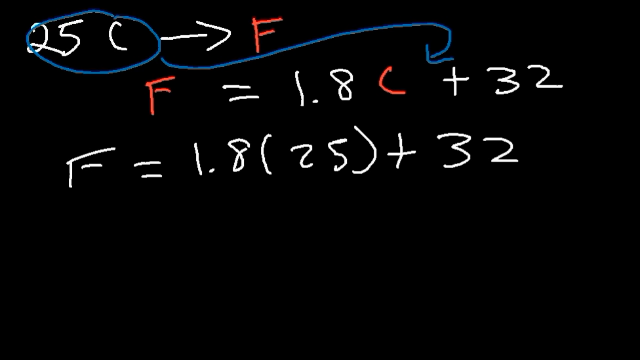 25 C → F
F = 1.8 C + 32
F = 1.8(25) + 32